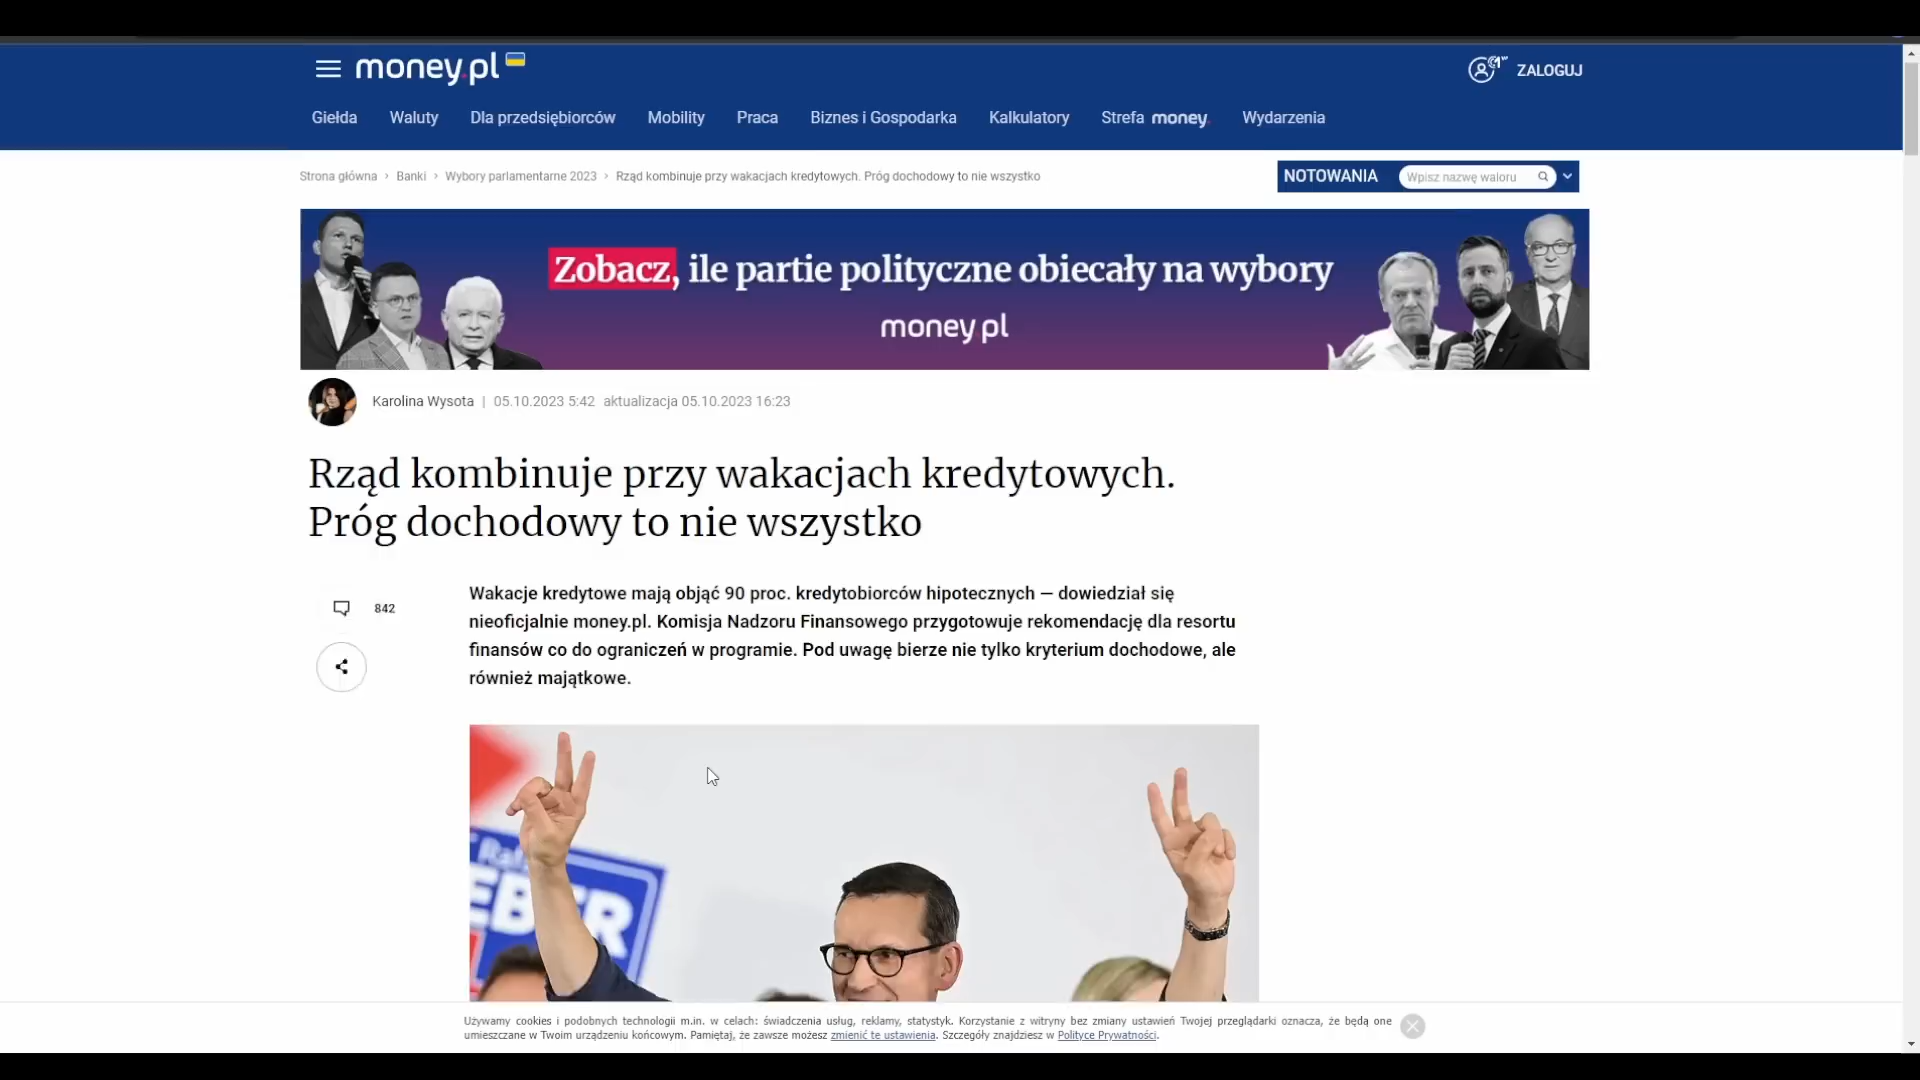 money.pl
ZALOGUJ
Giełda Waluty Dla przedsiębiorców Mobility Praca Biznes i Gospodarka Kalkulatory Strefa money. Wydarzenia
Strona główna › Banki › Wybory parlamentarne 2023 › Rząd kombinuje przy wakacjach kredytowych. Próg dochodowy to nie wszystko
NOTOWANIA Wpisz nazwę waloru
Zobacz, ile partie polityczne obiecały na wybory
money.pl
Karolina Wysota | 05.10.2023 5:42 aktualizacja 05.10.2023 16:23
Rząd kombinuje przy wakacjach kredytowych.
Próg dochodowy to nie wszystko
842
Wakacje kredytowe mają objąć 90 proc. kredytobiorców hipotecznych — dowiedział się
nieoficjalnie money.pl. Komisja Nadzoru Finansowego przygotowuje rekomendację dla resortu
finansów co do ograniczeń w programie. Pod uwagę bierze nie tylko kryterium dochodowe, ale
również majątkowe.
Używamy cookies i podobnych technologii m.in. w celach: świadczenia usług, reklamy, statystyk. Korzystanie z witryny bez zmiany ustawień Twojej przeglądarki oznacza, że będą one
umieszczane w Twoim urządzeniu końcowym. Pamiętaj, że zawsze możesz zmienić te ustawienia. Szczegóły znajdziesz w Polityce Prywatności.